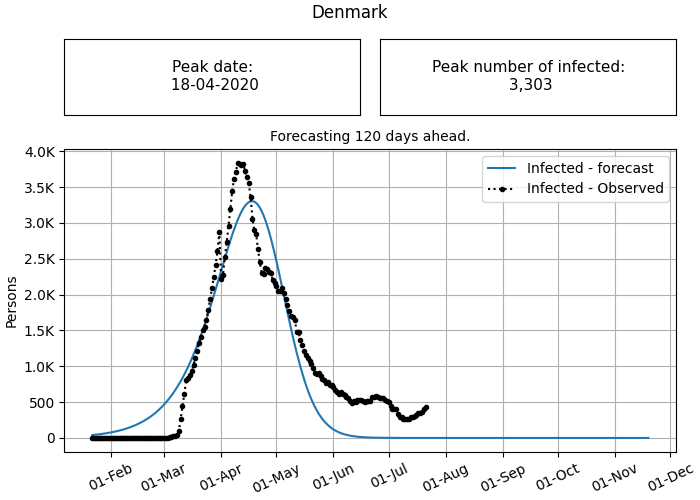 Denmark
Peak date:
18-04-2020
Peak number of infected:
3,303
Forecasting 120 days ahead.
4.0K
3.5K
3.0K
2.5K
2.0K
1.5K
1.0K
500
0
Persons
Infected - forecast
Infected - Observed
01-Feb
01-Mar
01-Apr
01-May
01-Jun
01-Jul
01-Aug
01-Sep
01-Oct
01-Nov
01-Dec